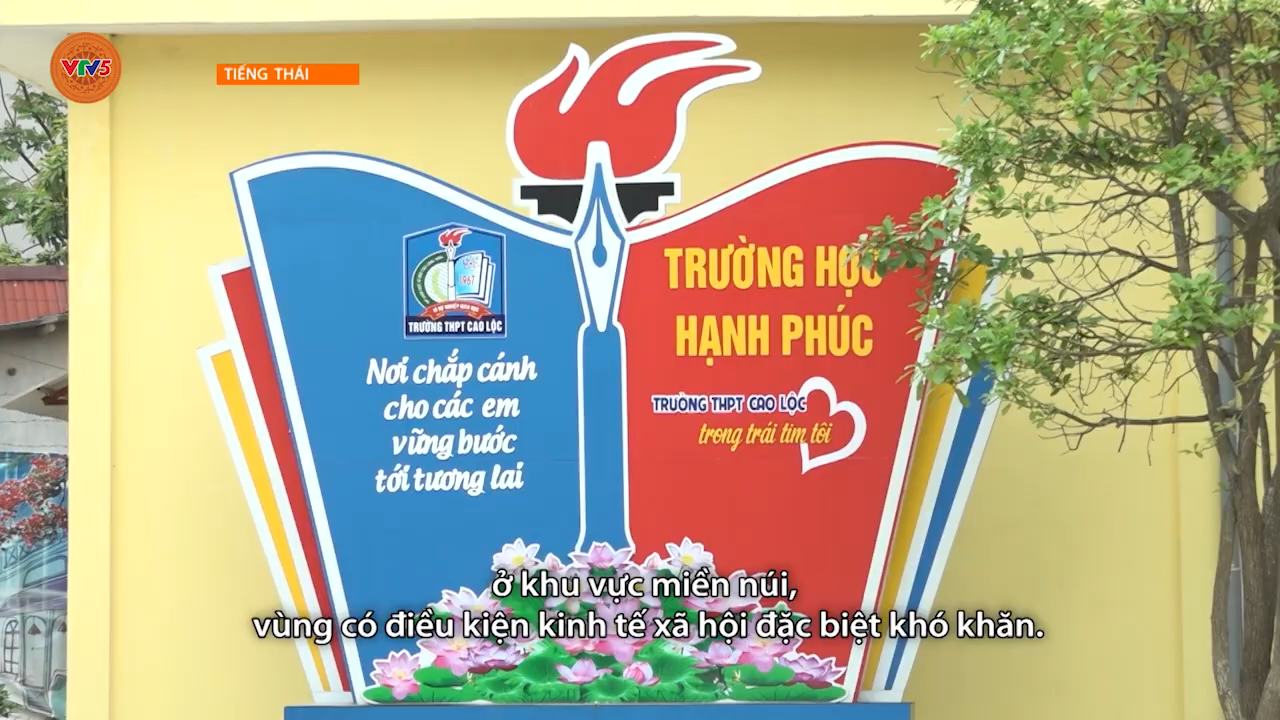 VTV5
TIẾNG THÁI
TRƯỜNG THPT CAO LỘC
Nơi chắp cánh
cho các em
vững bước
tới tương lai
TRƯỜNG HỌC
HẠNH PHÚC
TRƯỜNG THPT CAO LỘC
trong trái tim tôi
ở khu vực miền núi,
vùng có điều kiện kinh tế xã hội đặc biệt khó khăn.